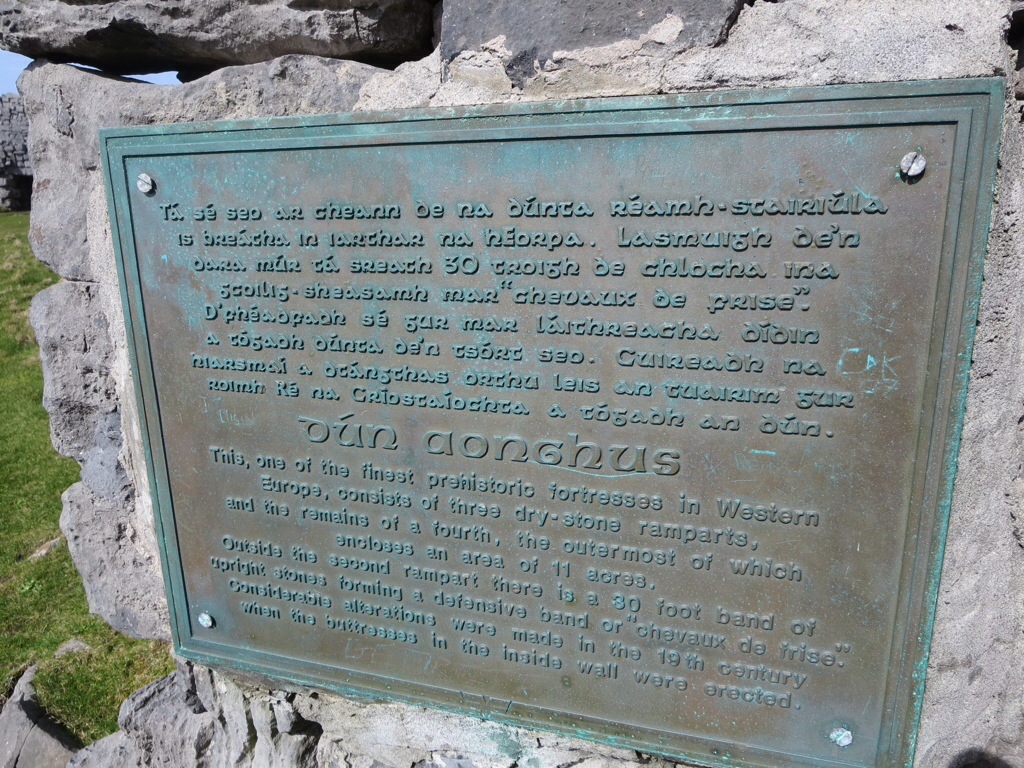 Tá sé seo ar cheann de na dúnta réamh-stairiúla
is breátha in iarthar na hEorpa. Lasmuigh de'n
dara múr tá sreath 30 troigh de chlocha ina
gcoilig-sheasamh mar "chevaux de frise".
D'fhéadfadh sé gur mar láithreacha dídin
a tógadh dúnta de'n tsórt seo. Cuireadh na
hiarsmaí a dtángthas orthu leis an tuairim gur
roimh Ré na Críostaíochta a tógadh an dún.
dún aonghus
This, one of the finest prehistoric fortresses in Western
Europe, consists of three dry-stone ramparts,
and the remains of a fourth, the outermost of which
encloses an area of 11 acres.
Outside the second rampart there is a 30 foot band of
upright stones forming a defensive band or "chevaux de frise."
Considerable alterations were made in the 19th century
when the buttresses in the inside wall were erected.